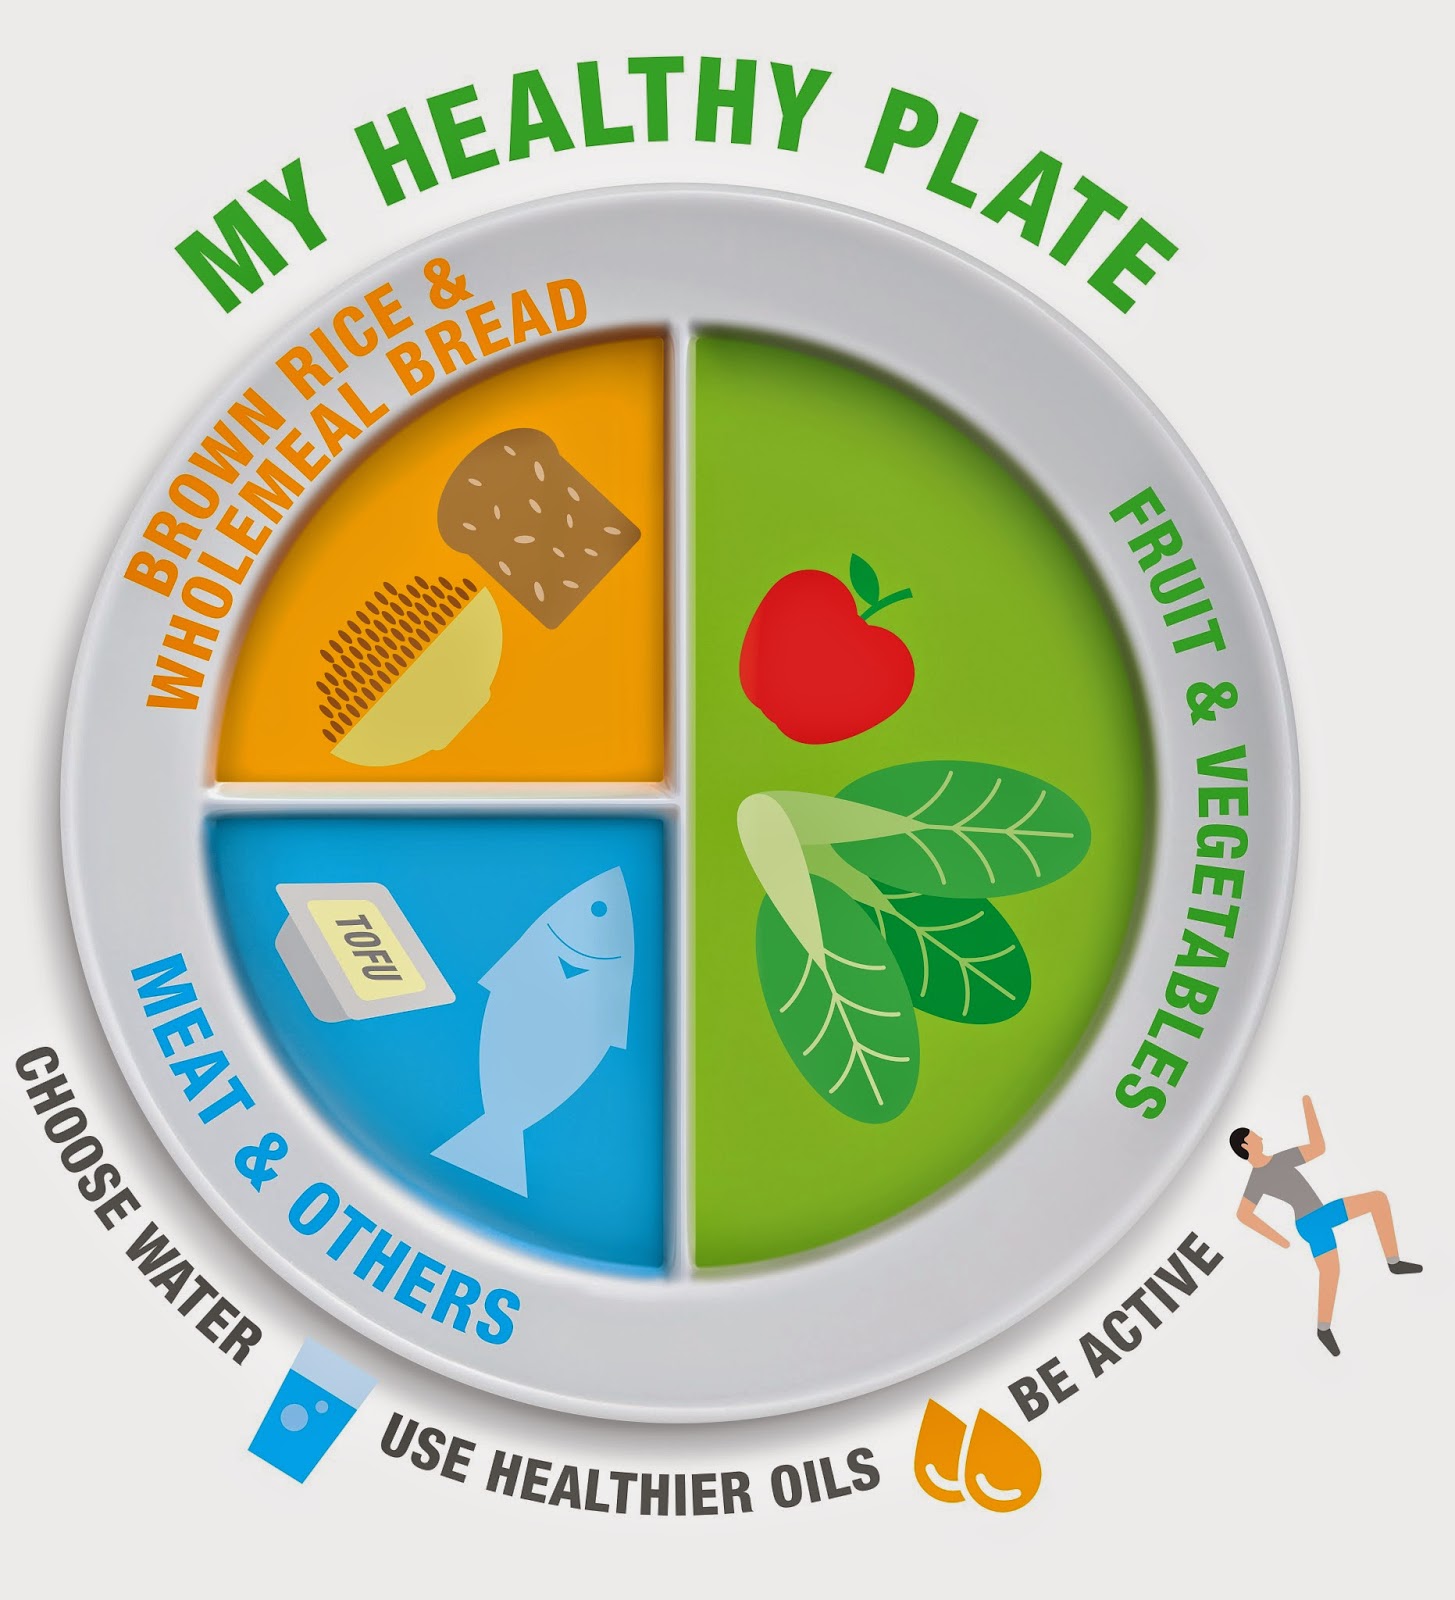 MY HEALTHY PLATE
BROWN RICE &
WHOLEMEAL BREAD
FRUIT & VEGETABLES
TOFU
MEAT & OTHERS
CHOOSE WATER
USE HEALTHIER OILS
BE ACTIVE